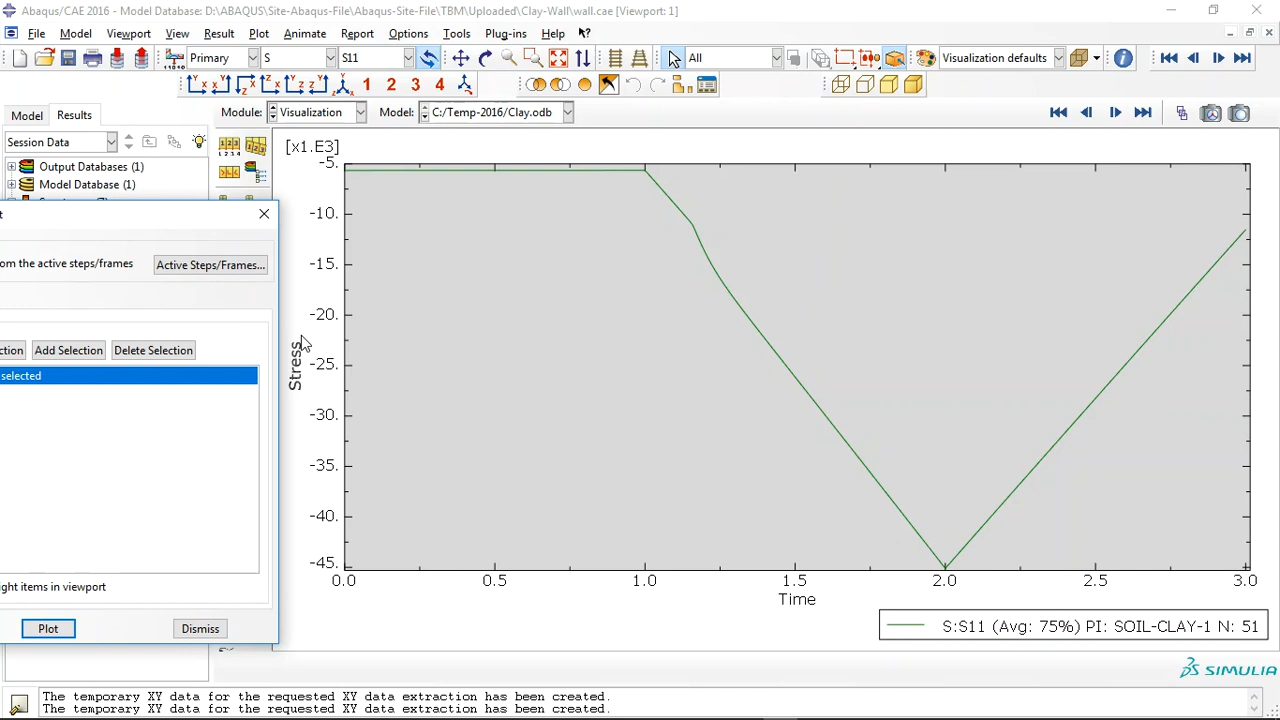 Abaqus/CAE 2016 - Model Database: D:\ABAQUS\Site-Abaqus-File\Abaqus-Site-File\TBM\Uploaded\Clay-Wall\wall.cae [Viewport: 1]
File Model Viewport View Result Plot Animate Report Options Tools Plug-ins Help
Primary S S11 All Visualization defaults
1 2 3 4
Model Results Module: Visualization Model: C:/Temp-2016/Clay.odb
Session Data
Output Databases (1)
Model Database (1)
om the active steps/frames Active Steps/Frames...
ction Add Selection Delete Selection
selected
ght items in viewport
Plot Dismiss
[x1.E3]
-5.
-10.
-15.
-20.
-25.
-30.
-35.
-40.
-45.
Stress
0.0 0.5 1.0 1.5 2.0 2.5 3.0
Time
S:S11 (Avg: 75%) PI: SOIL-CLAY-1 N: 51
SIMULIA
The temporary XY data for the requested XY data extraction has been created.
The temporary XY data for the requested XY data extraction has been created.